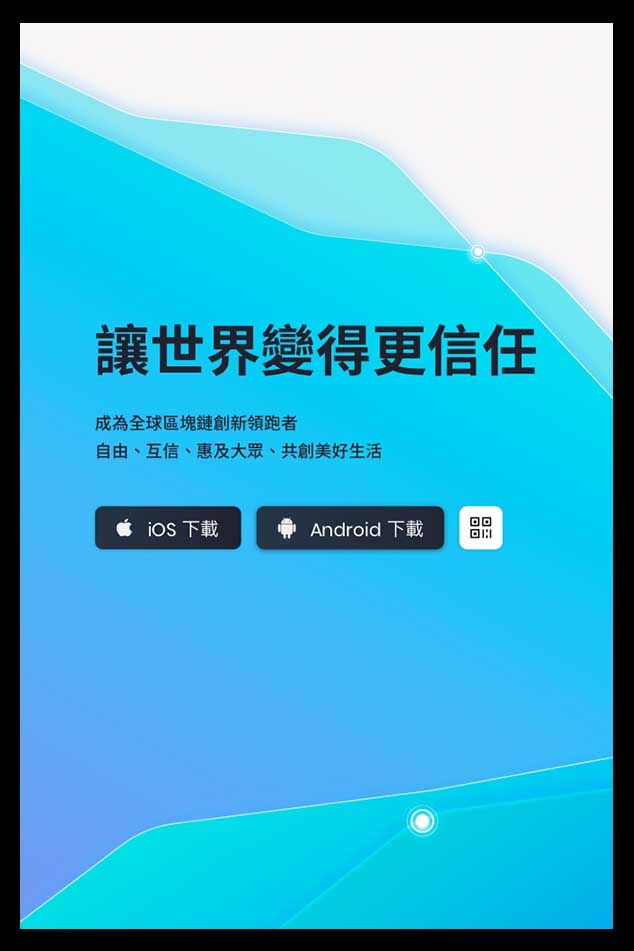 讓世界變得更信任
成為全球區塊鏈創新領跑者
自由、互信、惠及大眾、共創美好生活
iOS 下載
Android 下載